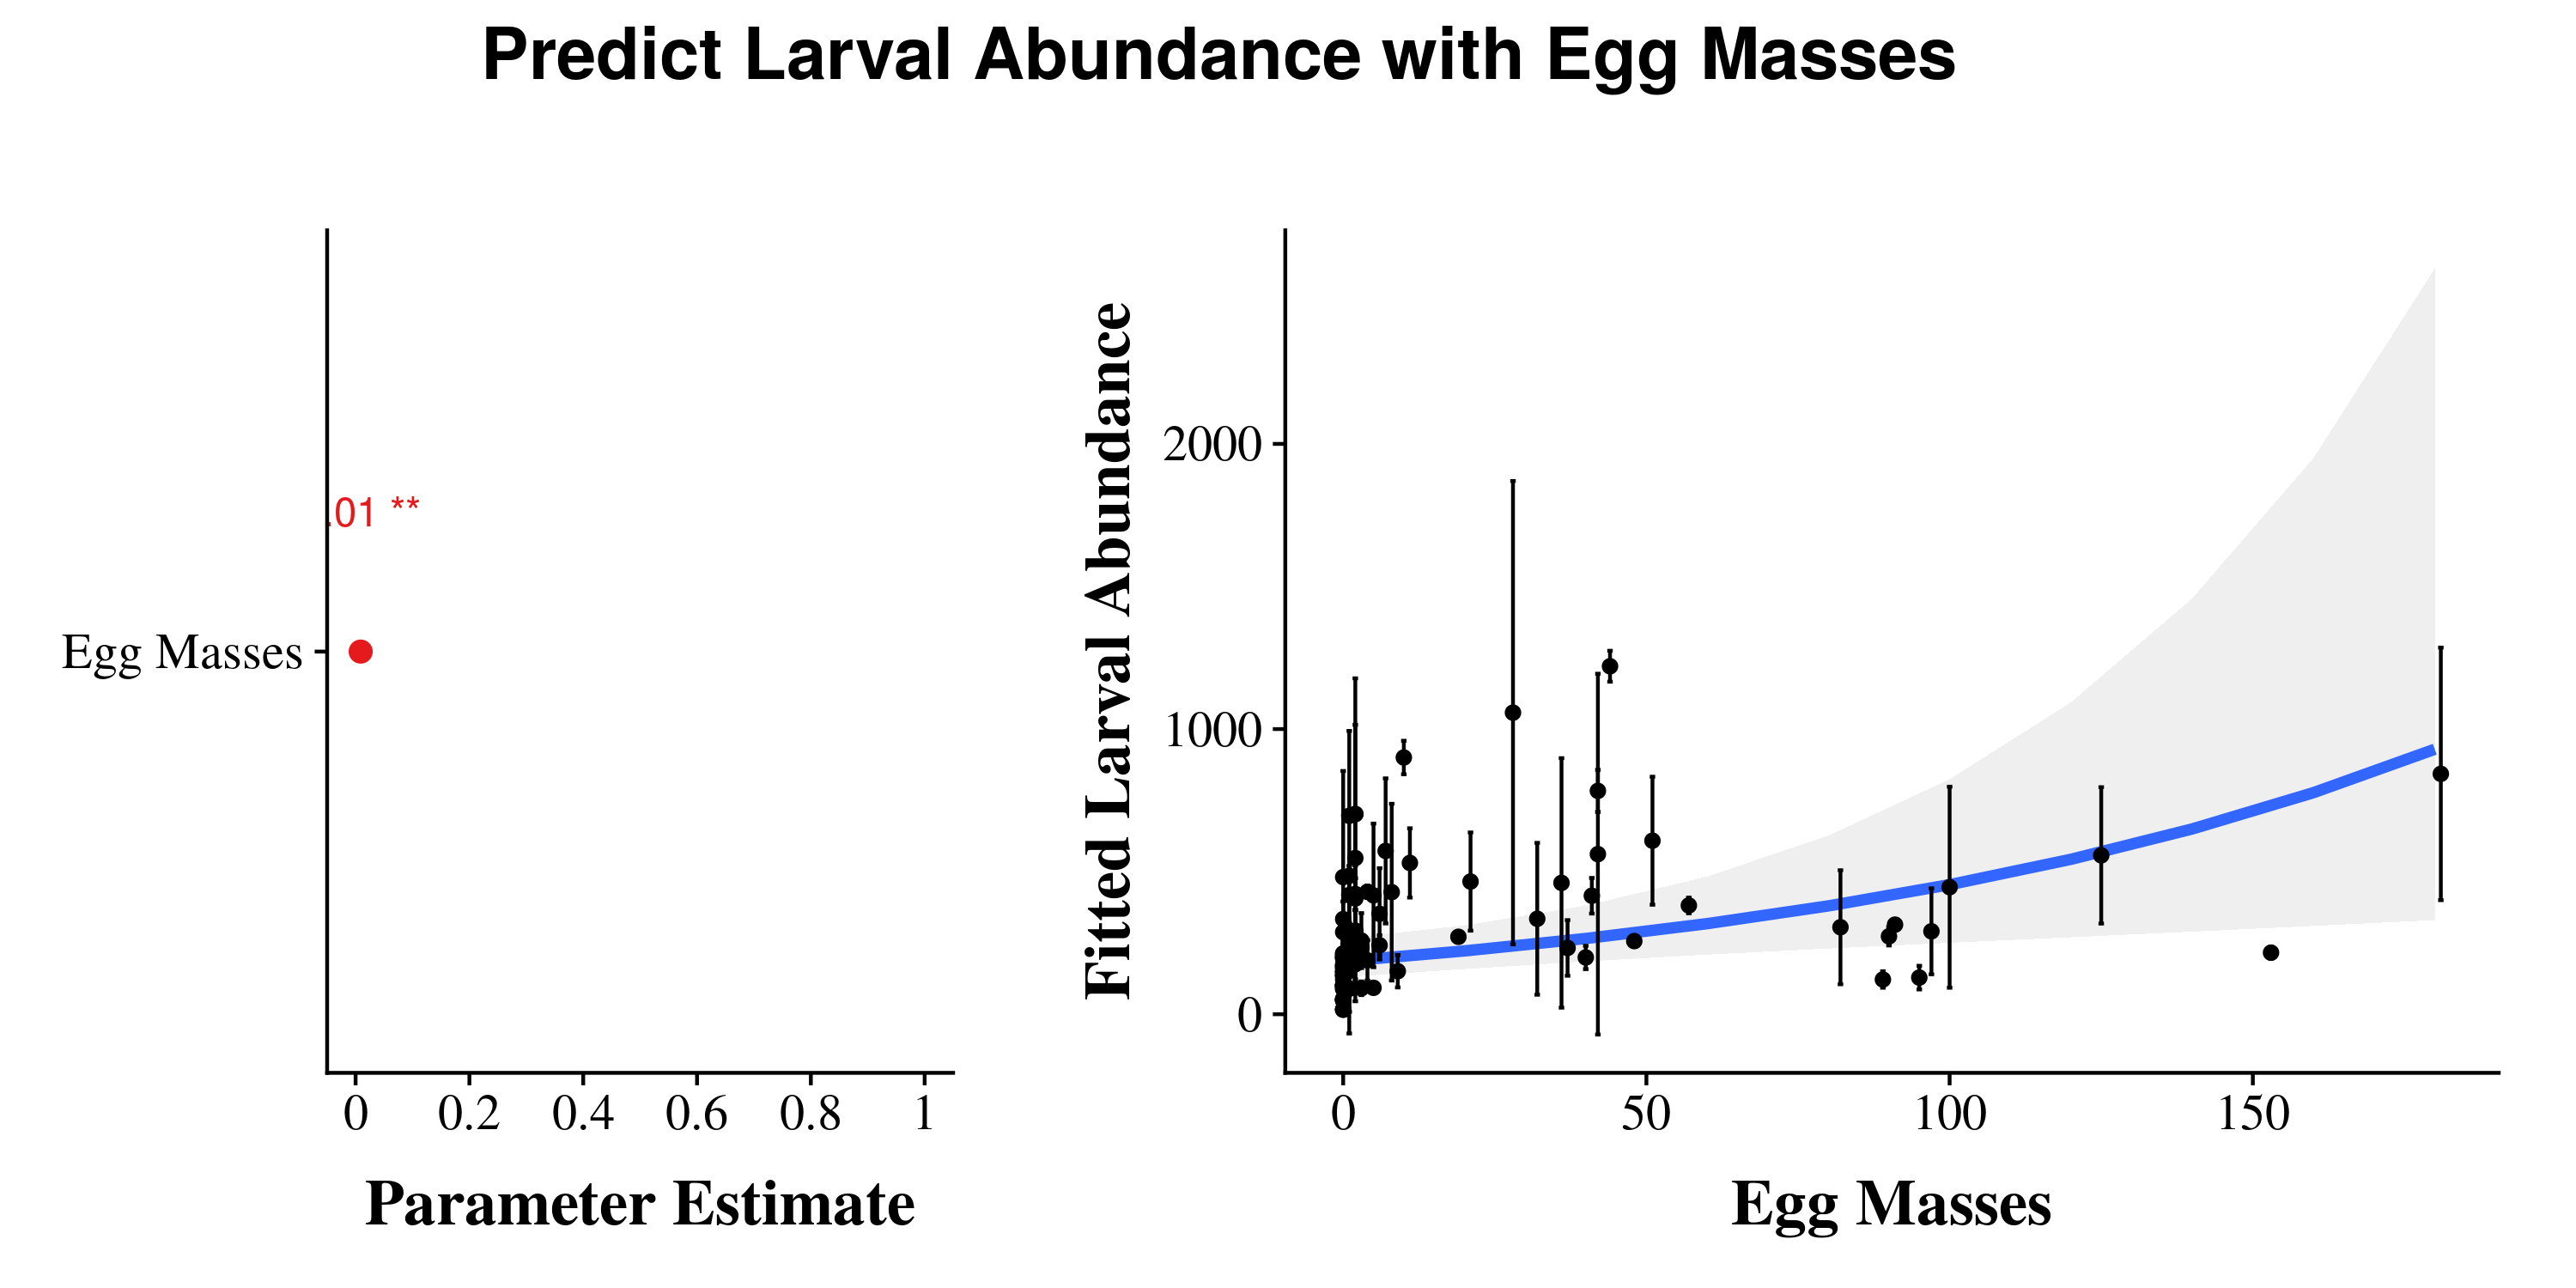 Predict Larval Abundance with Egg Masses
.01 **
Egg Masses
0 0.2 0.4 0.6 0.8 1
Parameter Estimate
Fitted Larval Abundance
2000
1000
0
0 50 100 150
Egg Masses